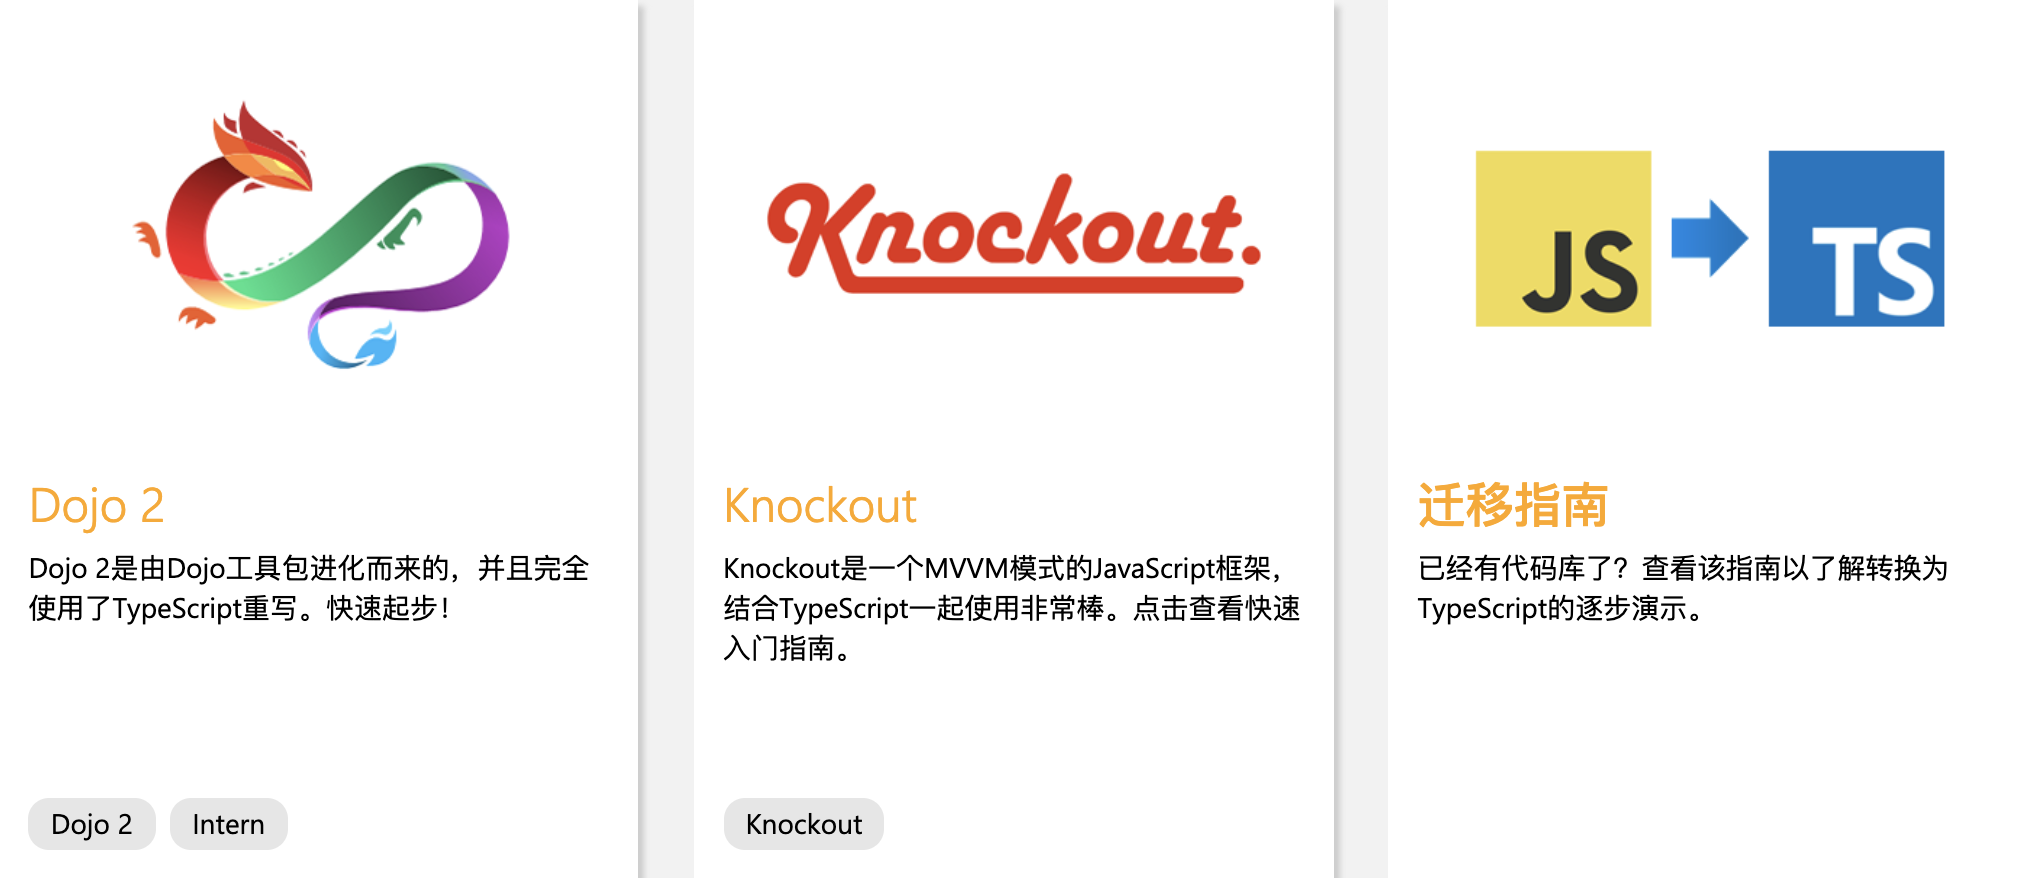 Knockout.
JS
TS
Dojo 2
Dojo 2是由Dojo工具包进化而来的，并且完全
使用了TypeScript重写。快速起步！
Dojo 2
Intern
Knockout
Knockout是一个MVVM模式的JavaScript框架，
结合TypeScript一起使用非常棒。点击查看快速
入门指南。
Knockout
迁移指南
已经有代码库了？查看该指南以了解转换为
TypeScript的逐步演示。